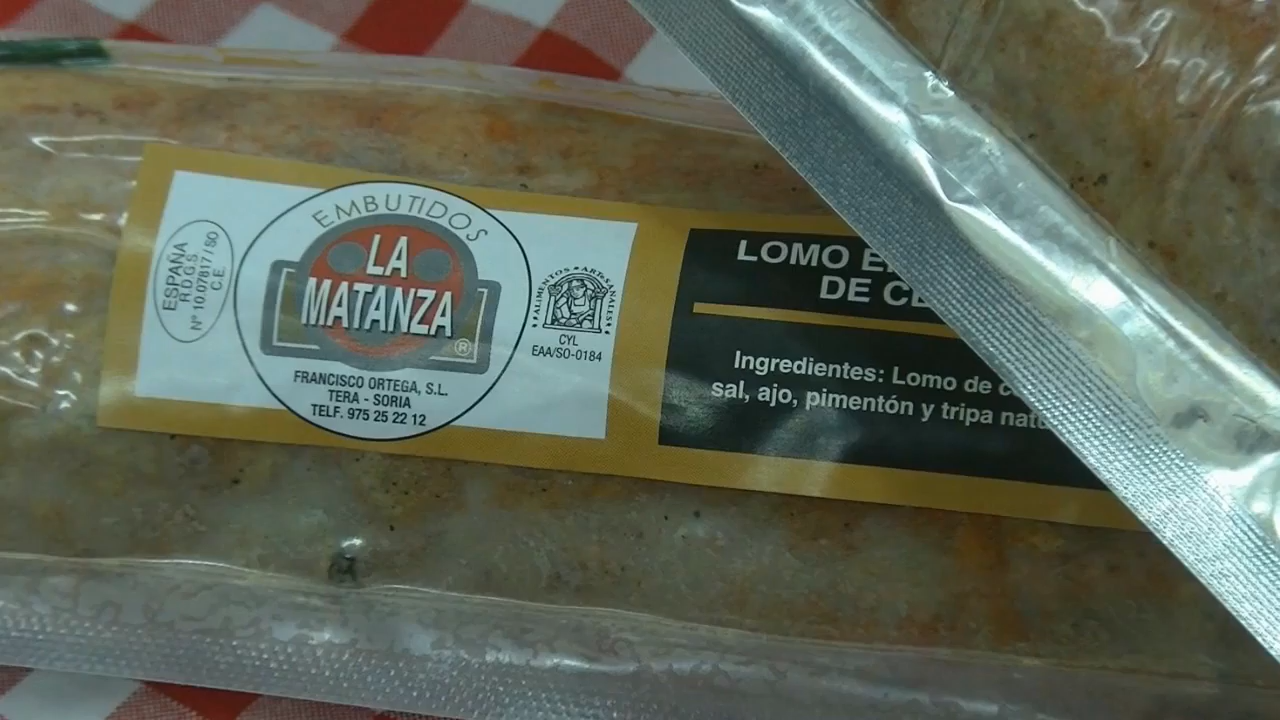 ESPAÑA
R.D.G.S.
Nº 10.07817/SO
C.E.
EMBUTIDOS
LA
MATANZA
®
FRANCISCO ORTEGA, S.L.
TERA - SORIA
TELF. 975 25 22 12
ALIMENTOS ARTESANALES
CYL
EAA/SO-0184
LOMO
DE
Ingredientes: Lomo de
sal, ajo, pimentón y tripa